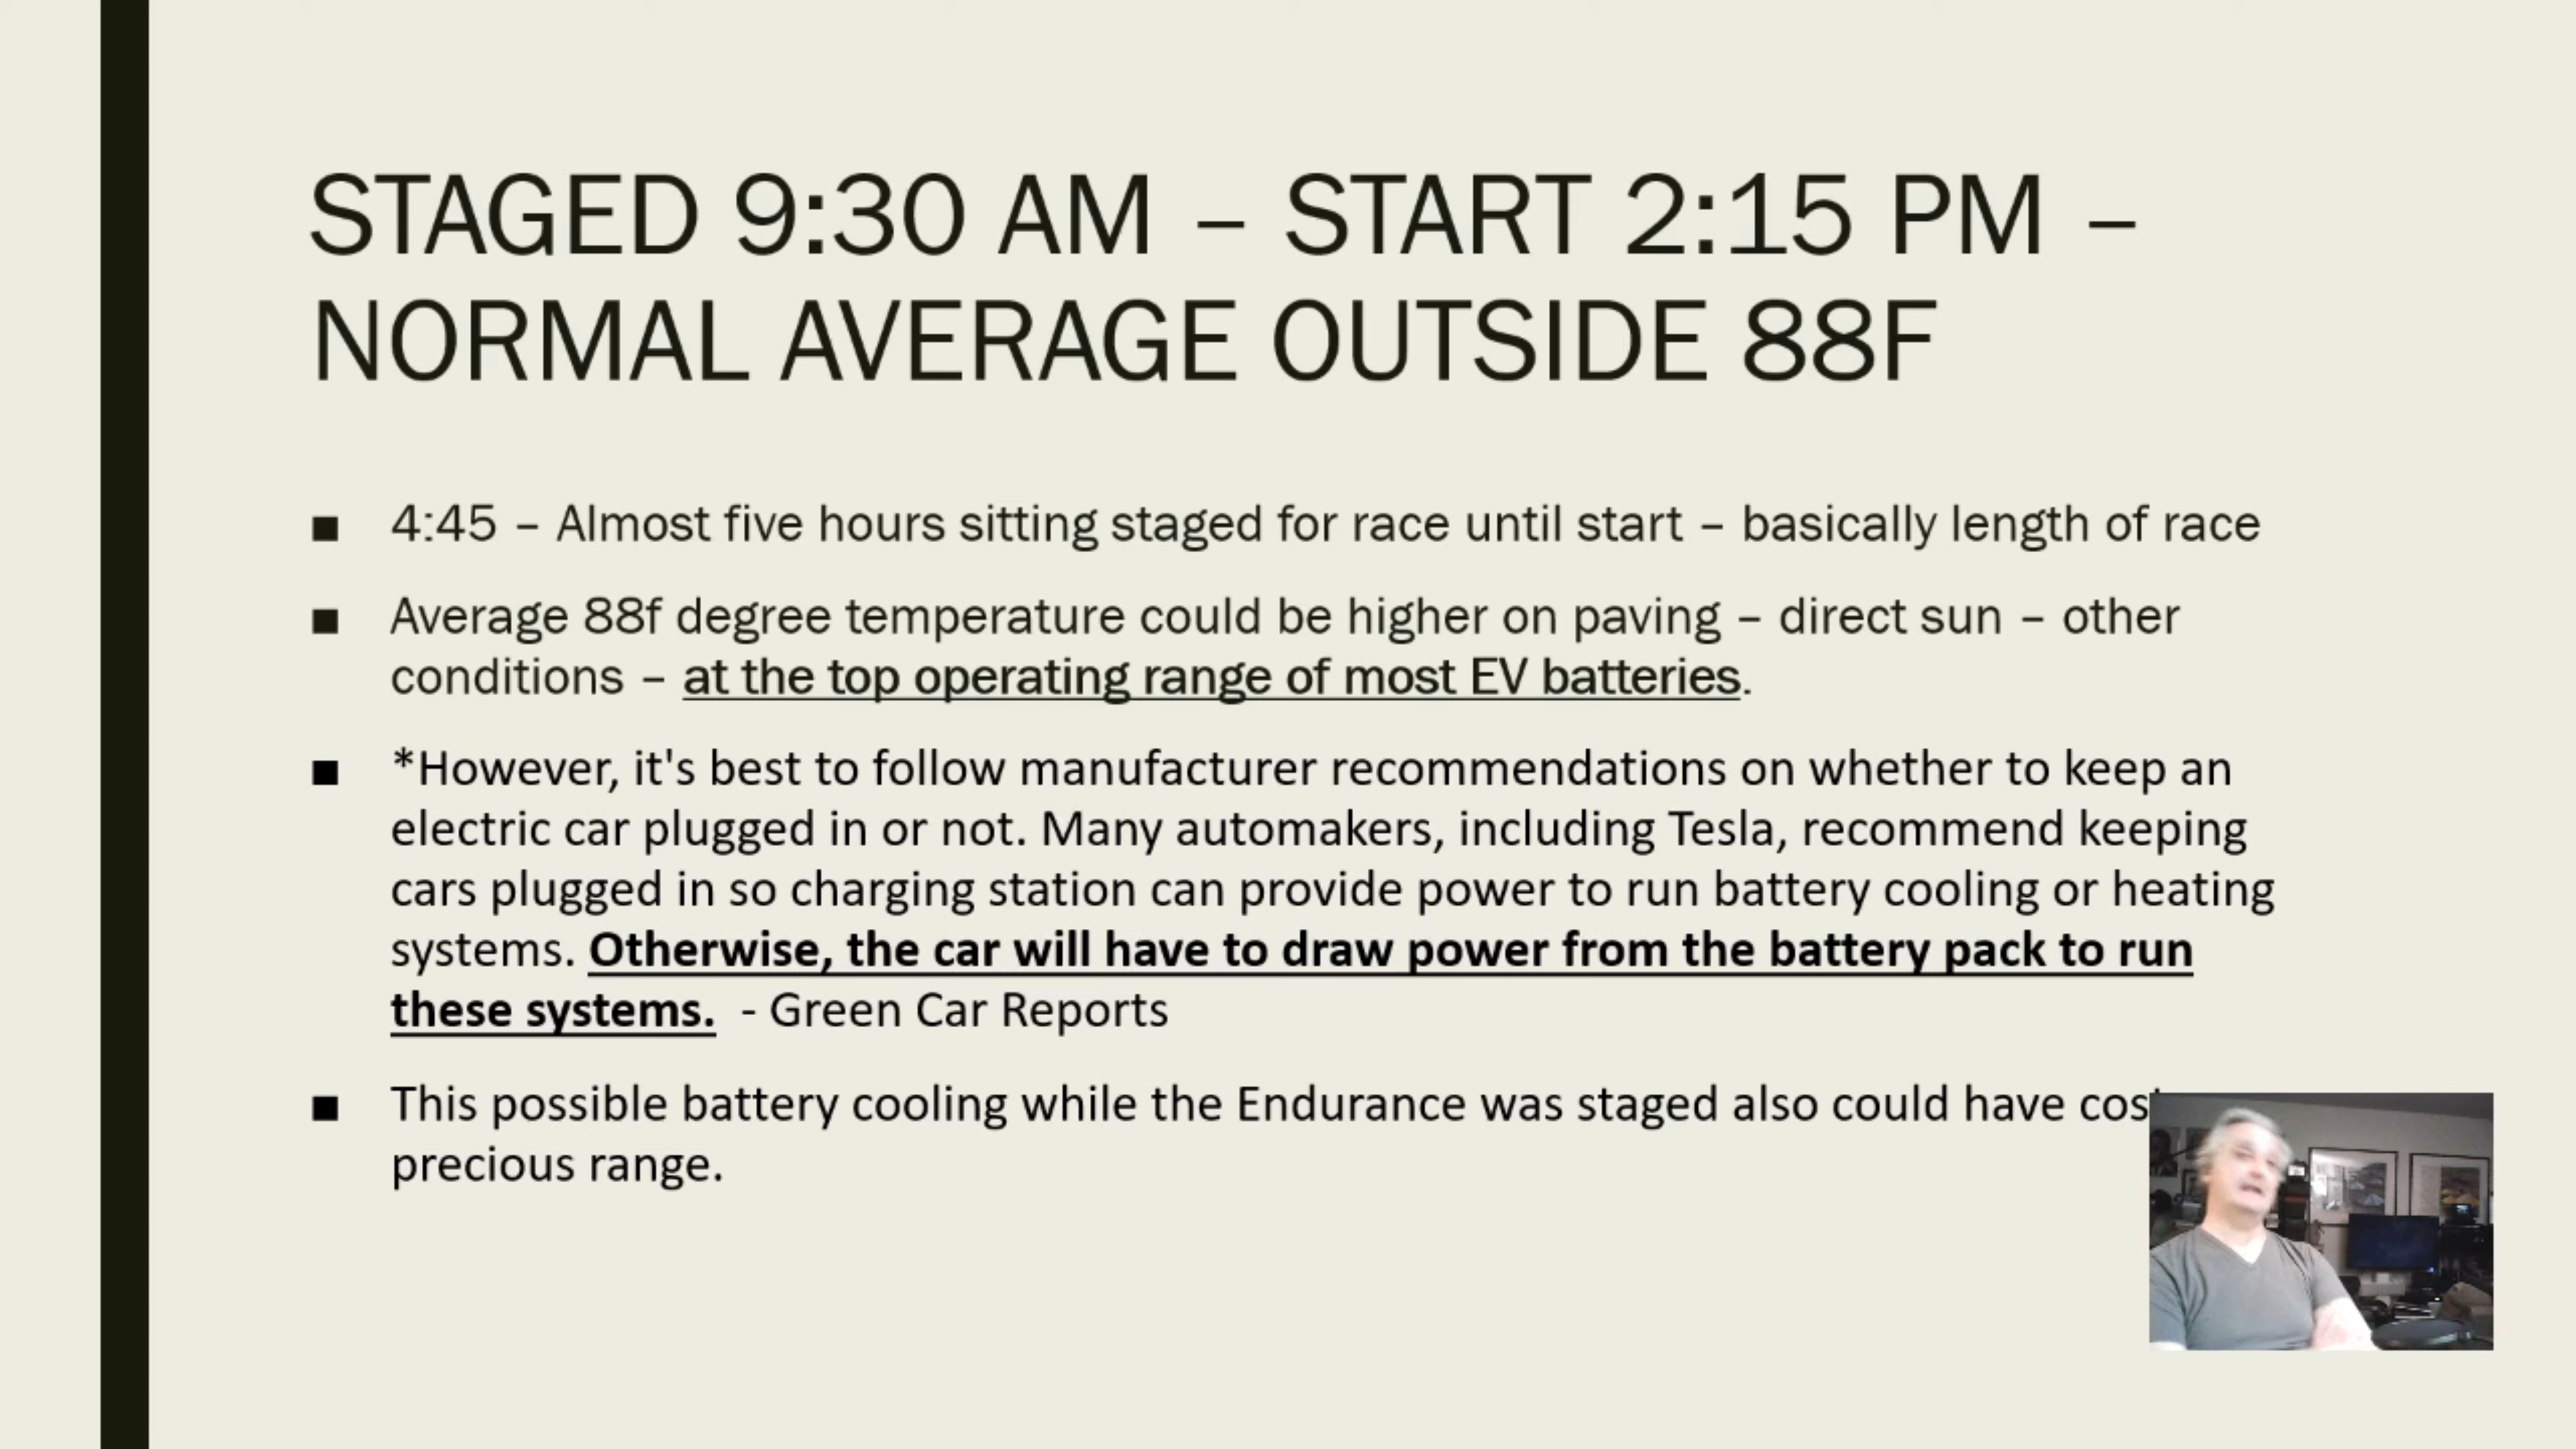 STAGED 9:30 AM – START 2:15 PM –
NORMAL AVERAGE OUTSIDE 88F
■ 4:45 – Almost five hours sitting staged for race until start – basically length of race
■ Average 88f degree temperature could be higher on paving – direct sun – other
conditions – at the top operating range of most EV batteries.
■ *However, it's best to follow manufacturer recommendations on whether to keep an
electric car plugged in or not. Many automakers, including Tesla, recommend keeping
cars plugged in so charging station can provide power to run battery cooling or heating
systems. Otherwise, the car will have to draw power from the battery pack to run
these systems. - Green Car Reports
■ This possible battery cooling while the Endurance was staged also could have cost
precious range.